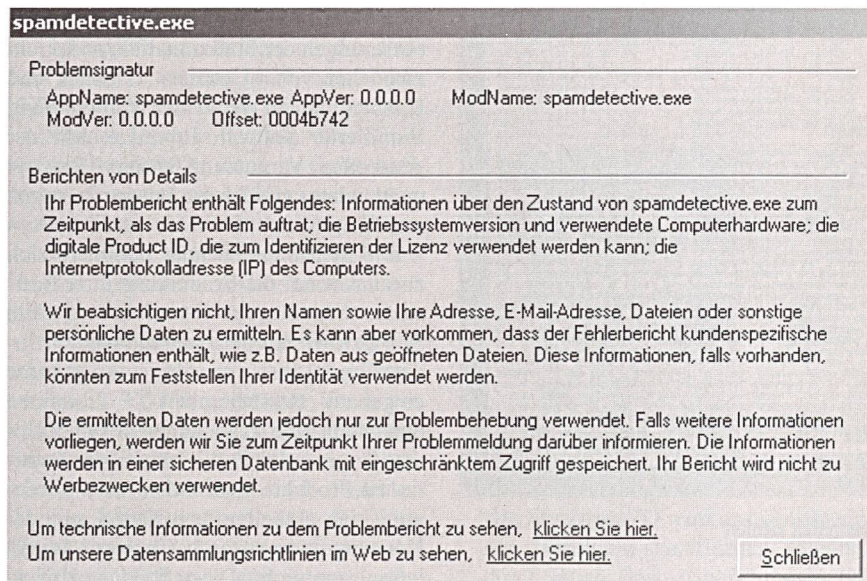 spamdetective.exe
Problemsignatur
AppName: spamdetective.exe AppVer: 0.0.0.0 ModName: spamdetective.exe
ModVer: 0.0.0.0 Offset: 0004b742
Berichten von Details
Ihr Problembericht enthält Folgendes: Informationen über den Zustand von spamdetective.exe zum
Zeitpunkt, als das Problem auftrat; die Betriebssystemversion und verwendete Computerhardware; die
digitale Product ID, die zum Identifizieren der Lizenz verwendet werden kann; die
Internetprotokolladresse (IP) des Computers.
Wir beabsichtigen nicht, Ihren Namen sowie Ihre Adresse, E-Mail-Adresse, Dateien oder sonstige
persönliche Daten zu ermitteln. Es kann aber vorkommen, dass der Fehlerbericht kundenspezifische
Informationen enthält, wie z.B. Daten aus geöffneten Dateien. Diese Informationen, falls vorhanden,
könnten zum Feststellen Ihrer Identität verwendet werden.
Die ermittelten Daten werden jedoch nur zur Problembehebung verwendet. Falls weitere Informationen
vorliegen, werden wir Sie zum Zeitpunkt Ihrer Problemmeldung darüber informieren. Die Informationen
werden in einer sicheren Datenbank mit eingeschränktem Zugriff gespeichert. Ihr Bericht wird nicht zu
Werbezwecken verwendet.
Um technische Informationen zu dem Problembericht zu sehen, klicken Sie hier.
Um unsere Datensammlungsrichtlinien im Web zu sehen, klicken Sie hier.
Schließen